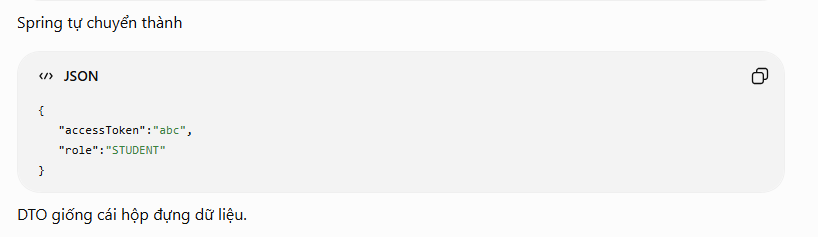 Spring tự chuyển thành
</> JSON
{
"accessToken":"abc",
"role":"STUDENT"
}
DTO giống cái hộp đựng dữ liệu.